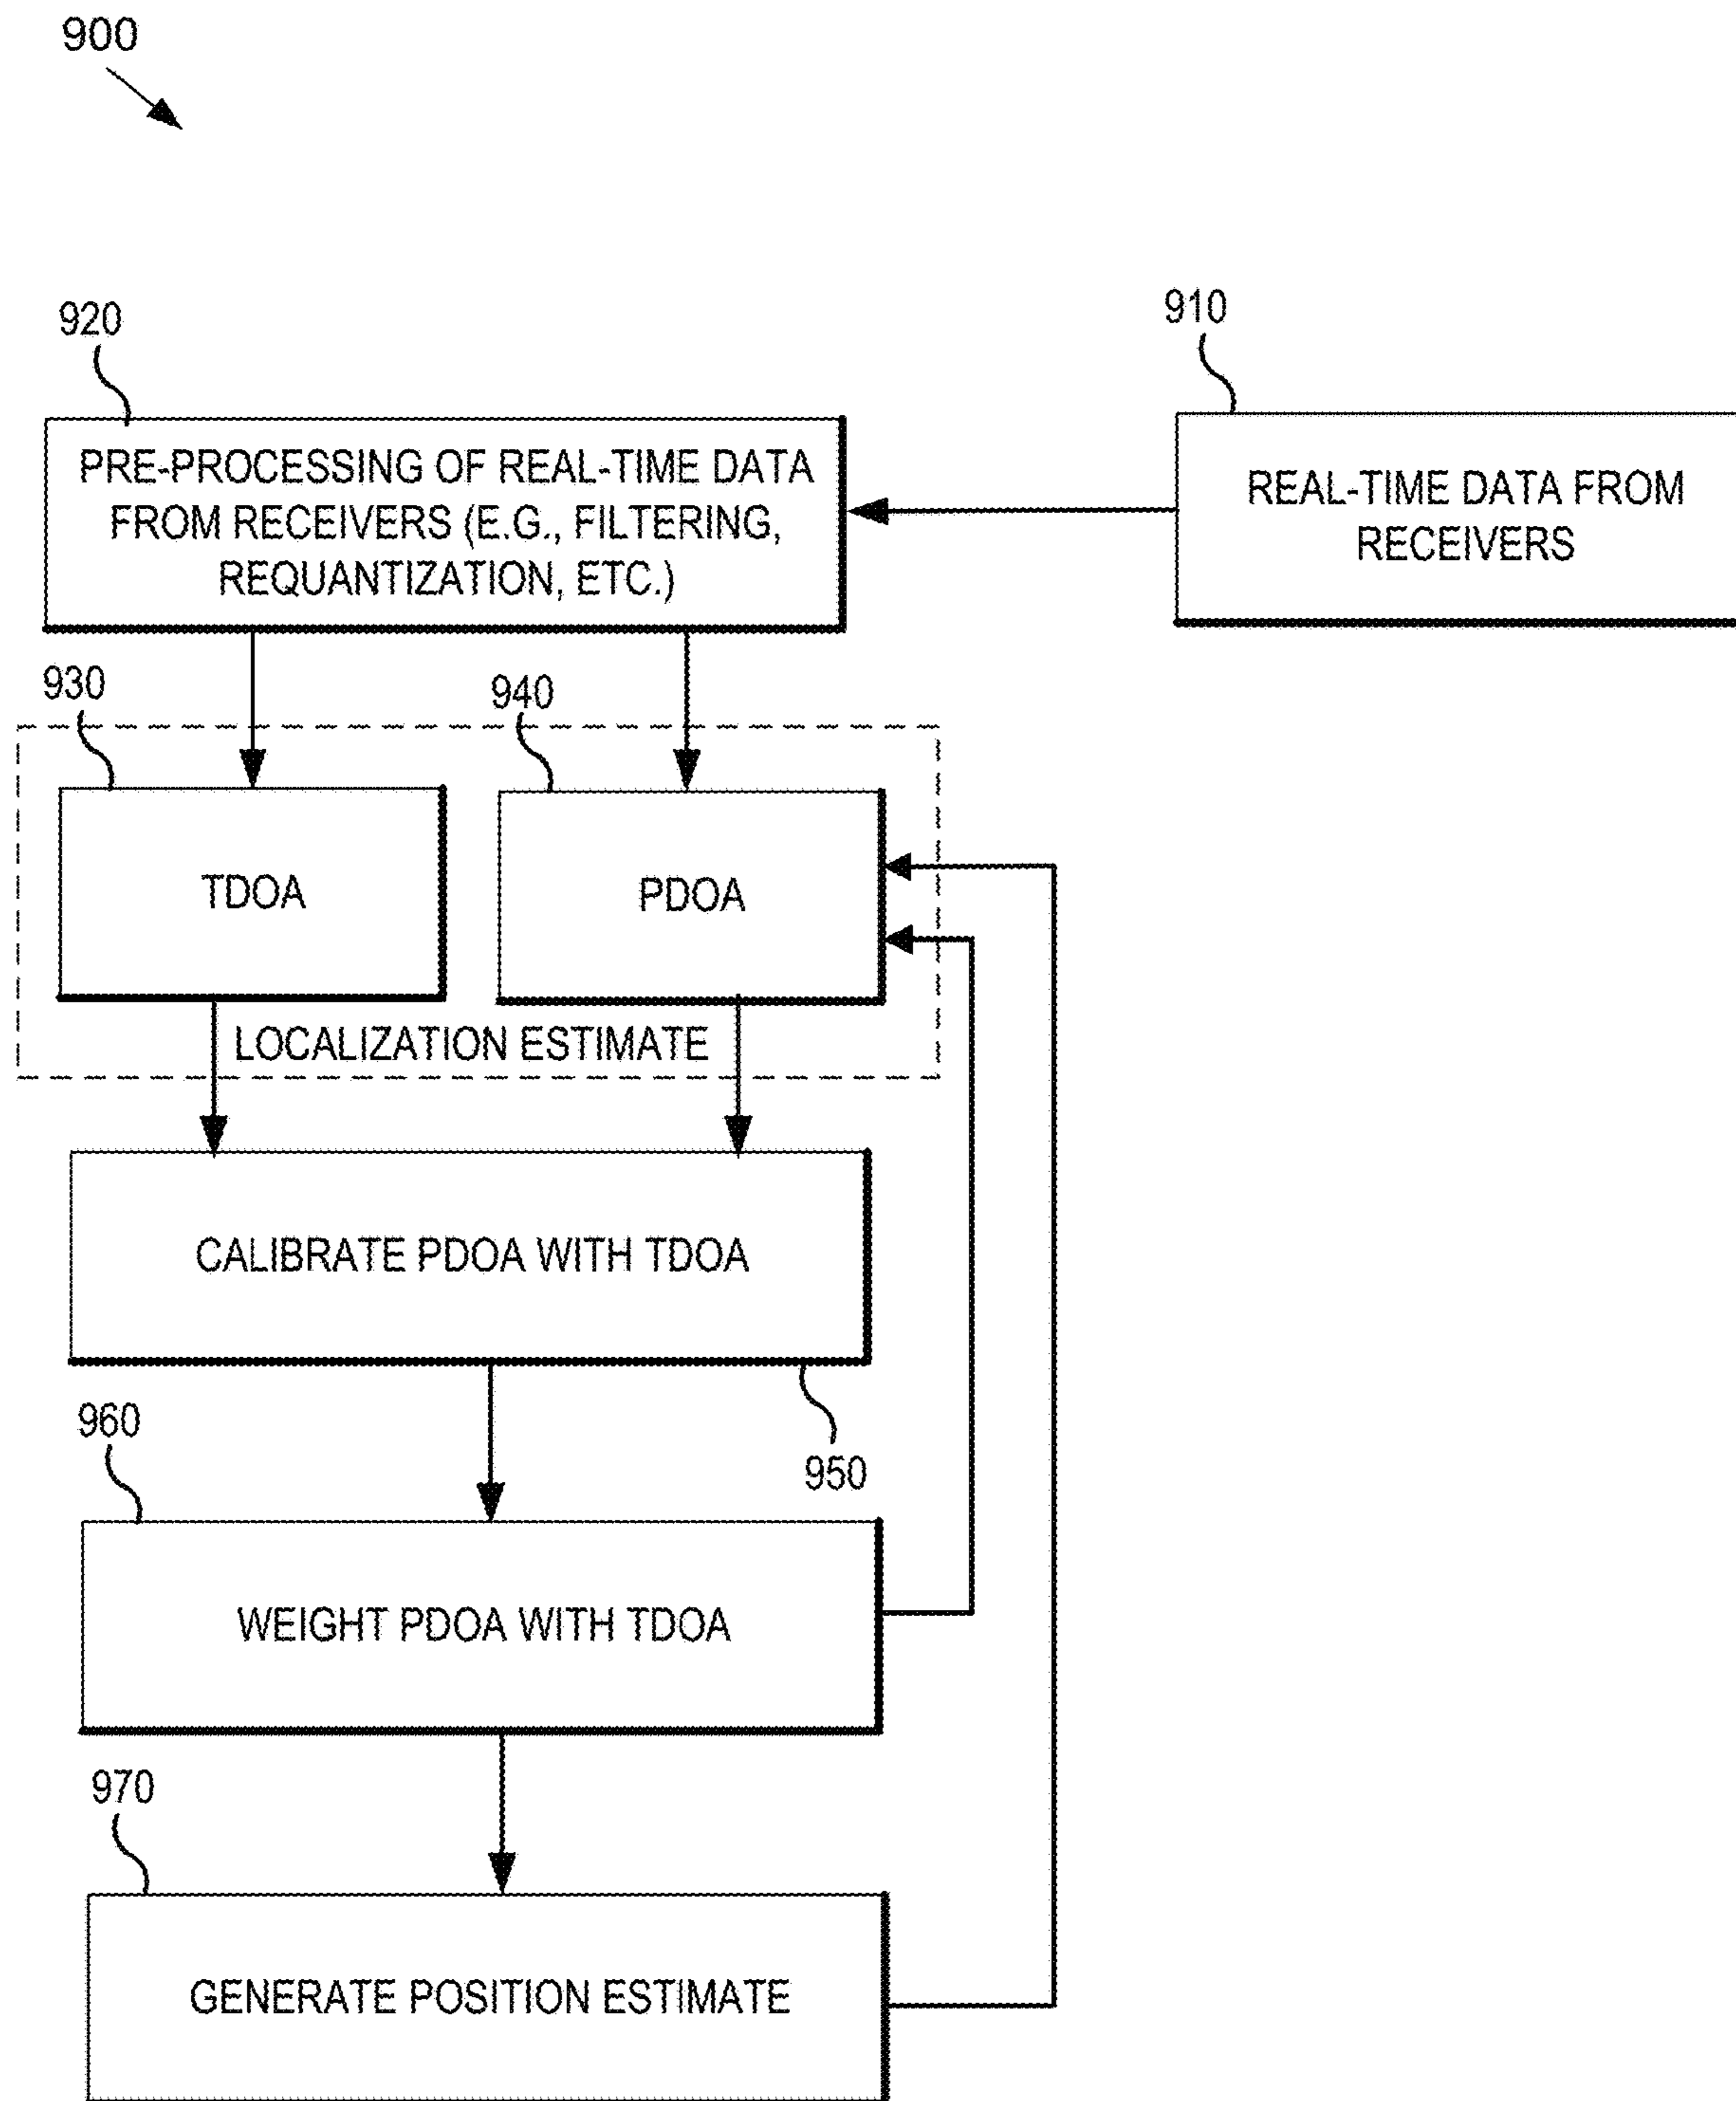 900
920
910
PRE-PROCESSING OF REAL-TIME DATA
FROM RECEIVERS (E.G., FILTERING,
REQUANTIZATION, ETC.)
REAL-TIME DATA FROM
RECEIVERS
930
940
TDOA
PDOA
LOCALIZATION ESTIMATE
CALIBRATE PDOA WITH TDOA
950
960
WEIGHT PDOA WITH TDOA
970
GENERATE POSITION ESTIMATE